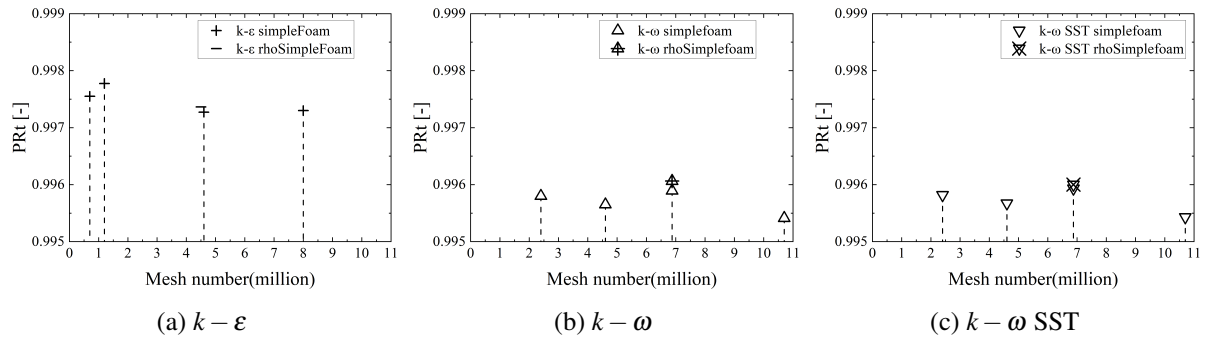 0.999
0.998
0.997
0.996
0.995
PRt [-]
k-ε simpleFoam
k-ε rhoSimpleFoam
0 1 2 3 4 5 6 7 8 9 10 11
Mesh number(million)
(a) k − ε
0.999
0.998
0.997
0.996
0.995
PRt [-]
k-ω simplefoam
k-ω rhoSimplefoam
0 1 2 3 4 5 6 7 8 9 10 11
Mesh number(million)
(b) k − ω
0.999
0.998
0.997
0.996
0.995
PRt [-]
k-ω SST simplefoam
k-ω SST rhoSimplefoam
0 1 2 3 4 5 6 7 8 9 10 11
Mesh number(million)
(c) k − ω SST